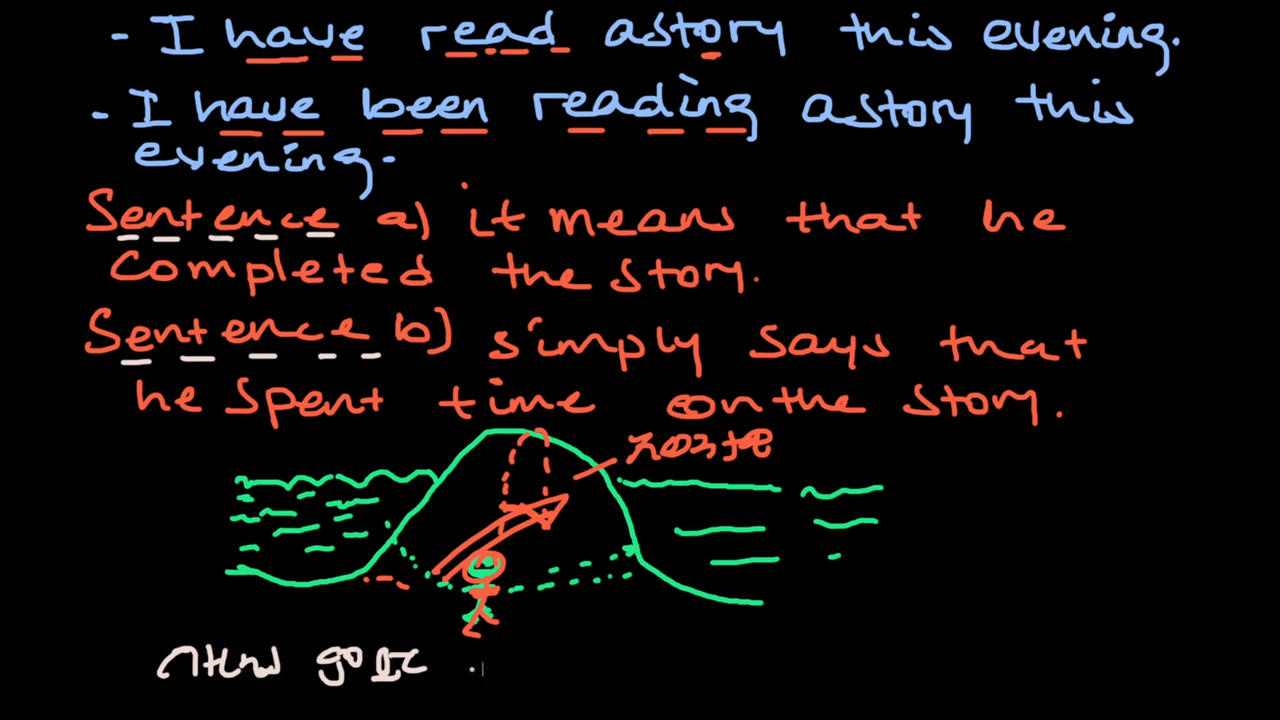 - I have read astory this evening.
- I have been reading astory this
evening.
Sentence a) it means that he
completed the story.
Sentence b) simply says that
he spent time on the story.